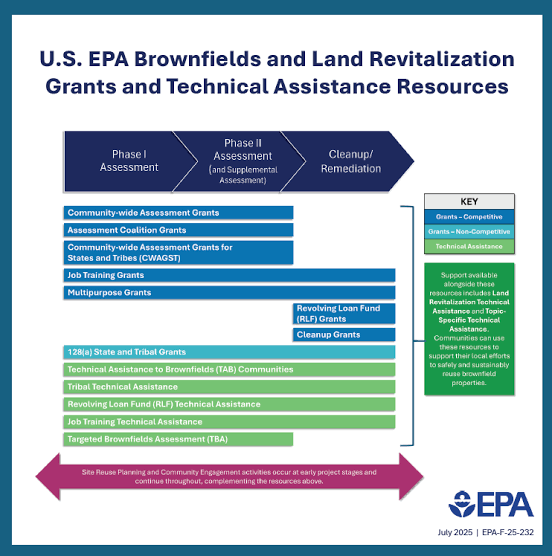 U.S. EPA Brownfields and Land Revitalization
Grants and Technical Assistance Resources
Phase I
Assessment
Phase II
Assessment
(and Supplemental
Assessment)
Cleanup/
Remediation
Community-wide Assessment Grants
Assessment Coalition Grants
Community-wide Assessment Grants for
States and Tribes (CWAGST)
Job Training Grants
Multipurpose Grants
Revolving Loan Fund
(RLF) Grants
Cleanup Grants
128(a) State and Tribal Grants
Technical Assistance to Brownfields (TAB) Communities
Tribal Technical Assistance
Revolving Loan Fund (RLF) Technical Assistance
Job Training Technical Assistance
Targeted Brownfields Assessment (TBA)
KEY
Grants – Competitive
Grants – Non-Competitive
Technical Assistance
Support available
alongside these
resources includes Land
Revitalization Technical
Assistance and Topic-
Specific Technical
Assistance.
Communities can use
these resources to
support their local efforts
to safely and sustainably
reuse brownfield
properties.
Site Reuse Planning and Community Engagement activities occur at early project stages and
continue throughout, complementing the resources above.
EPA
July 2025 | EPA-F-25-232